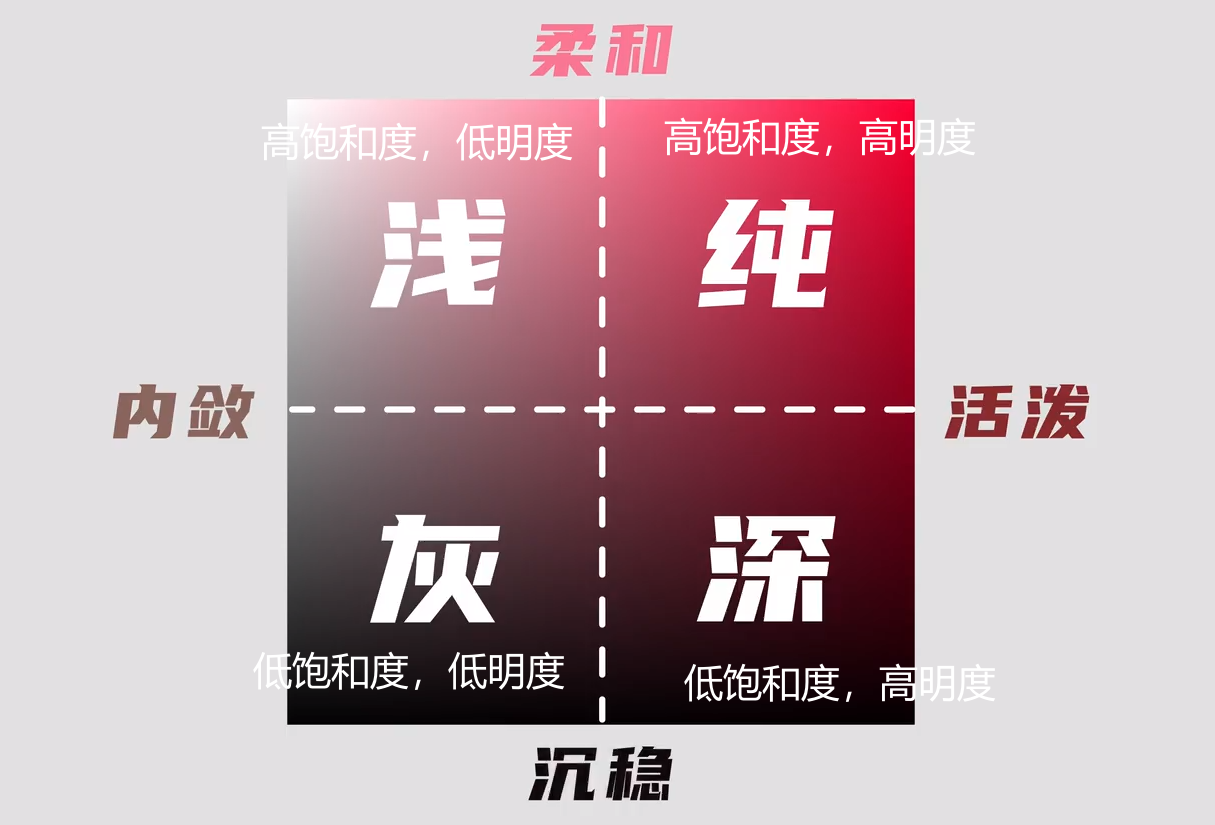 柔和
高饱和度，低明度
高饱和度，高明度
浅
纯
内敛
活泼
灰
深
低饱和度，低明度
低饱和度，高明度
沉稳